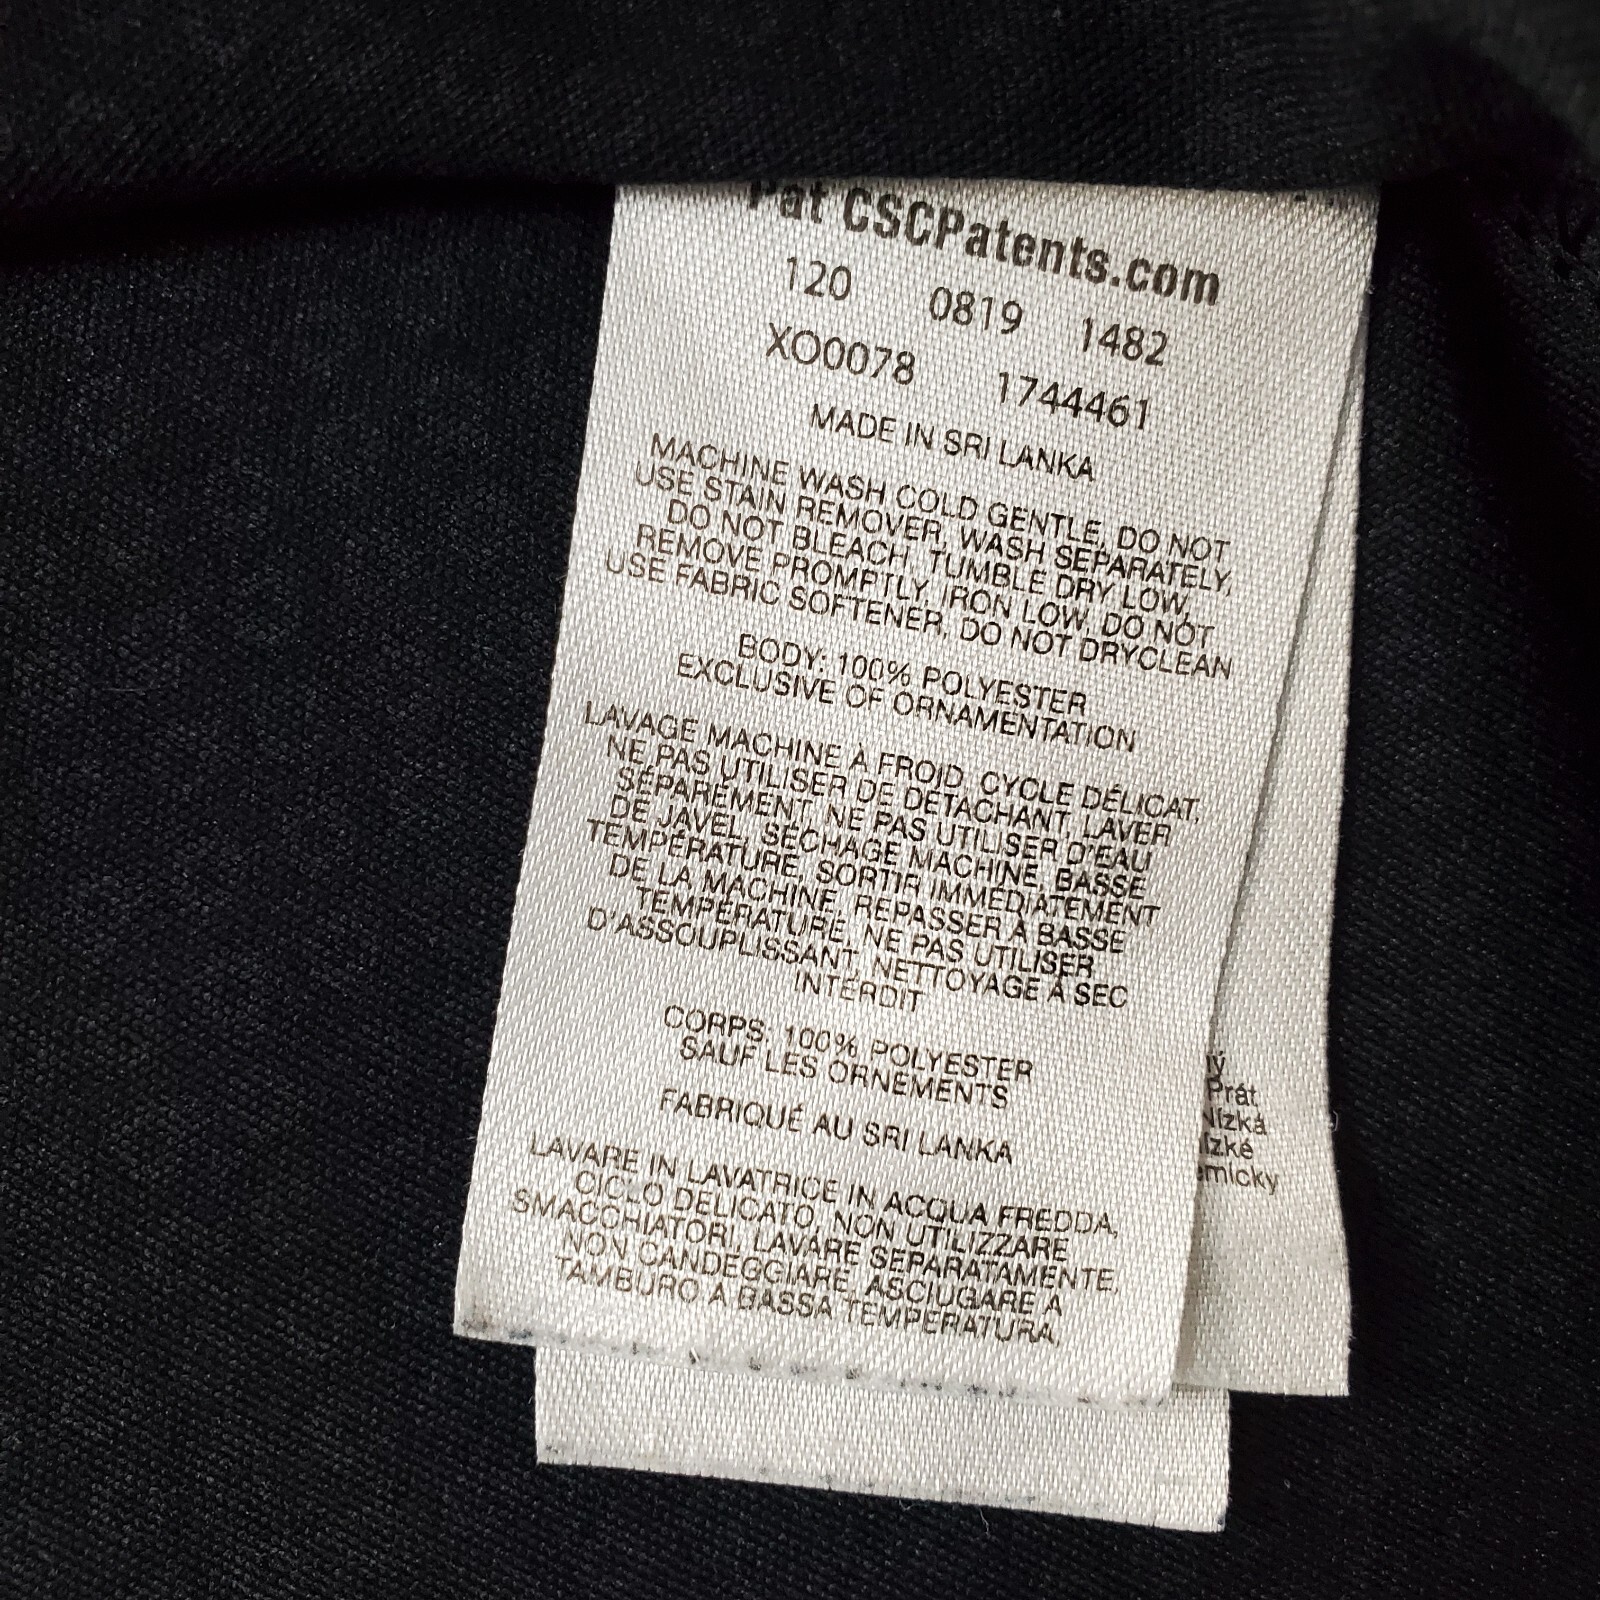 Pat CSCPatents.com
120 0819 1482
XO0078 1744461
MADE IN SRI LANKA
MACHINE WASH COLD GENTLE, DO NOT
USE STAIN REMOVER, WASH SEPARATELY,
DO NOT BLEACH, TUMBLE DRY LOW,
REMOVE PROMPTLY, IRON LOW, DO NOT
USE FABRIC SOFTENER, DO NOT DRYCLEAN
BODY: 100% POLYESTER
EXCLUSIVE OF ORNAMENTATION
LAVAGE MACHINE À FROID, CYCLE DÉLICAT,
NE PAS UTILISER DE DÉTACHANT, LAVER
SÉPARÉMENT, NE PAS UTILISER D'EAU
DE JAVEL, SÉCHAGE MACHINE, BASSE
TEMPÉRATURE, SORTIR IMMÉDIATEMENT
DE LA MACHINE, REPASSER À BASSE
TEMPÉRATURE, NE PAS UTILISER
D'ASSOUPLISSANT, NETTOYAGE À SEC
INTERDIT
CORPS: 100% POLYESTER
SAUF LES ORNEMENTS
FABRIQUÉ AU SRI LANKA
LAVARE IN LAVATRICE IN ACQUA FREDDA,
CICLO DELICATO, NON UTILIZZARE
SMACCHIATORI, LAVARE SEPARATAMENTE,
NON CANDEGGIARE, ASCIUGARE A
TAMBURO A BASSA TEMPERATURA,
ý
Prát
Nízká
ízké
emicky